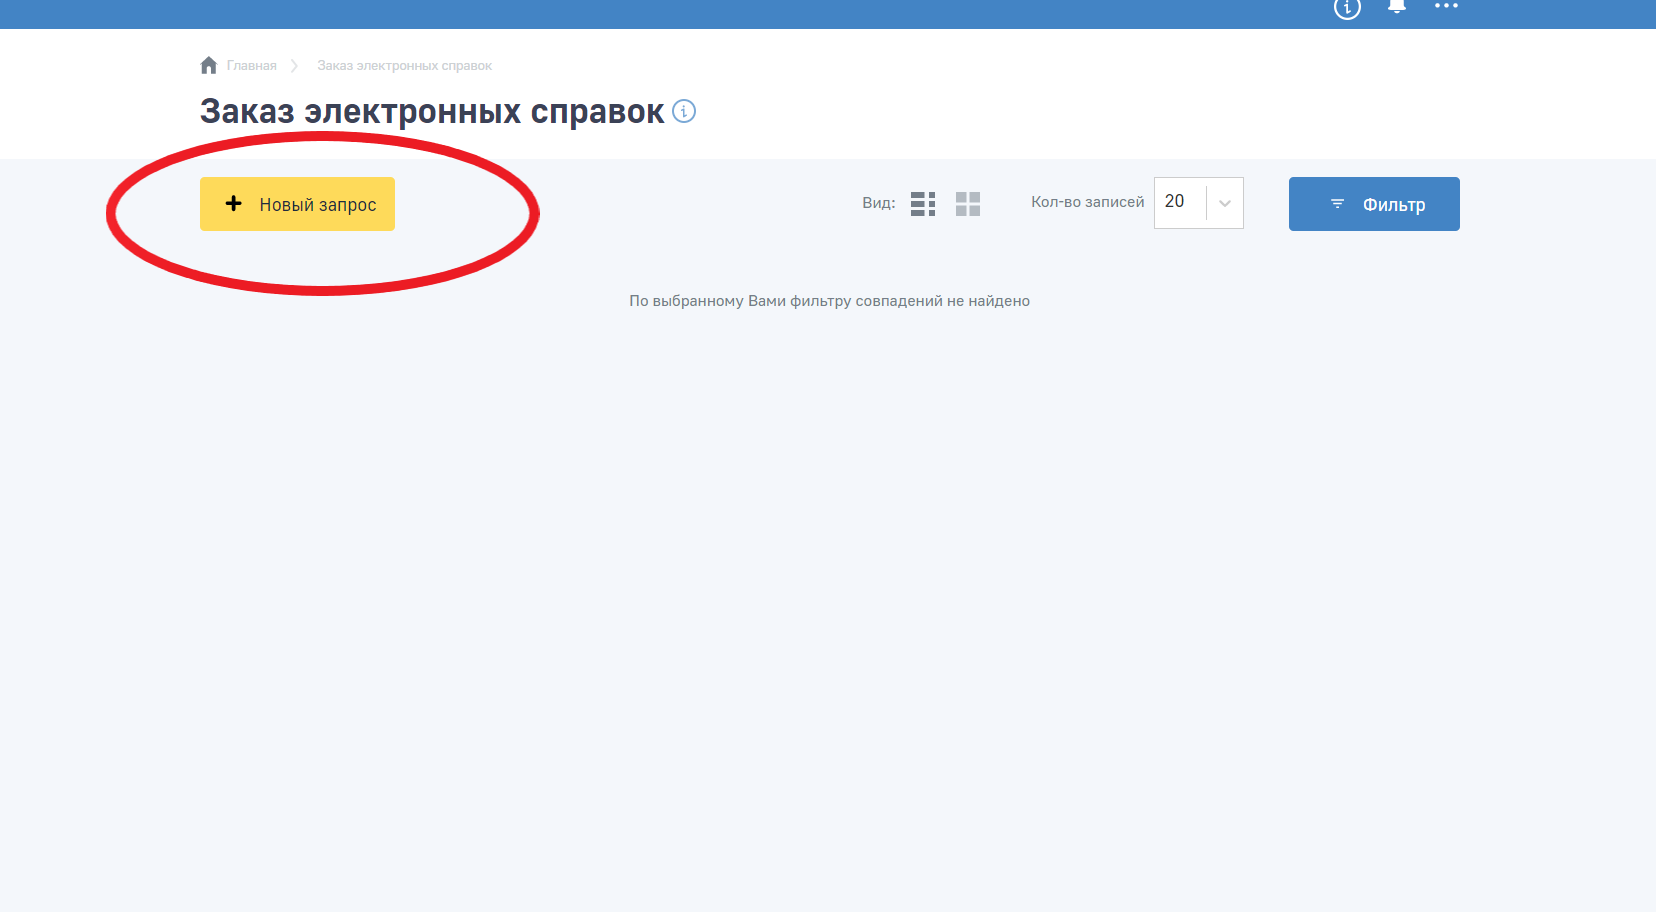 Главная
Заказ электронных справок
Заказ электронных справок
Новый запрос
Вид:
Кол-во записей
20
Фильтр
По выбранному Вами фильтру совпадений не найдено